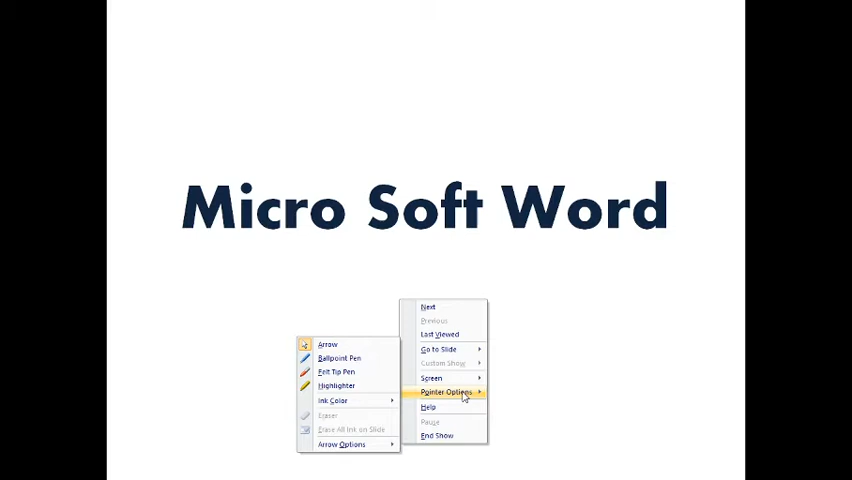 Micro Soft Word
Next
Previous
Last Viewed
Go to Slide
Custom Show
Screen
Pointer Options
Help
Pause
End Show
Arrow
Ballpoint Pen
Felt Tip Pen
Highlighter
Ink Color
Eraser
Erase All Ink on Slide
Arrow Options